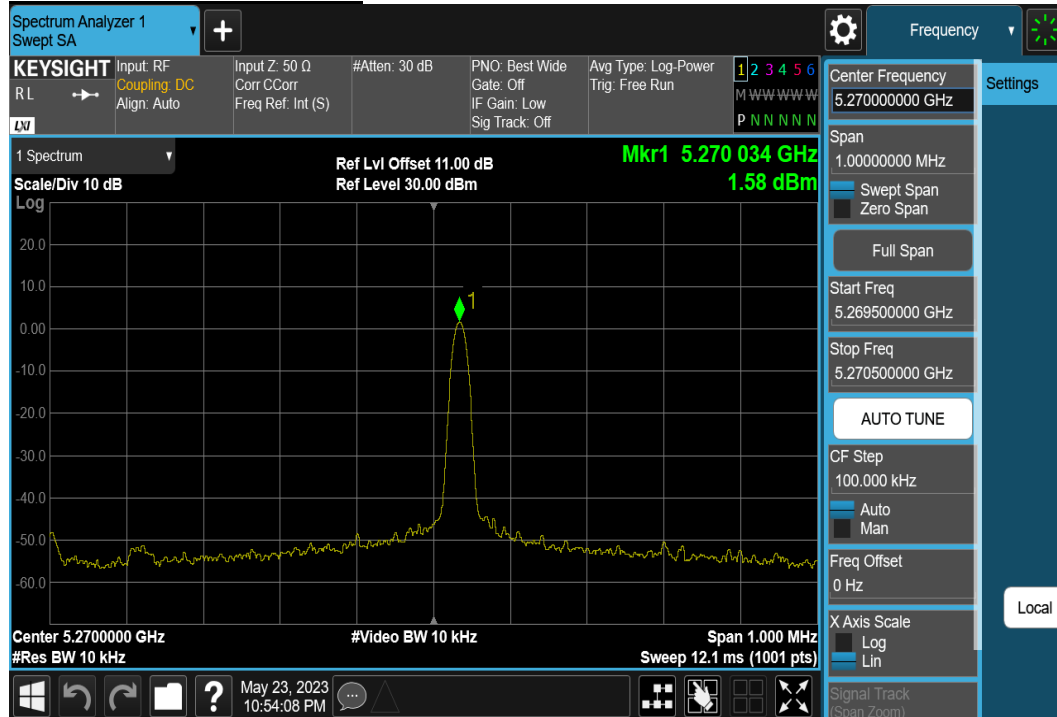 Spectrum Analyzer 1
Swept SA
+
Frequency
KEYSIGHT
RL
LXI
Input: RF
Coupling: DC
Align: Auto
Input Z: 50 Ω
Corr CCorr
Freq Ref: Int (S)
#Atten: 30 dB
PNO: Best Wide
Gate: Off
IF Gain: Low
Sig Track: Off
Avg Type: Log-Power
Trig: Free Run
1 2 3 4 5 6
M W W W W W
P N N N N N
1 Spectrum
Scale/Div 10 dB
Log
Ref Lvl Offset 11.00 dB
Ref Level 30.00 dBm
Mkr1 5.270 034 GHz
1.58 dBm
1
20.0
10.0
0.00
-10.0
-20.0
-30.0
-40.0
-50.0
-60.0
Center 5.2700000 GHz
#Res BW 10 kHz
#Video BW 10 kHz
Span 1.000 MHz
Sweep 12.1 ms (1001 pts)
Center Frequency
5.270000000 GHz
Span
1.00000000 MHz
Swept Span
Zero Span
Full Span
Start Freq
5.269500000 GHz
Stop Freq
5.270500000 GHz
AUTO TUNE
CF Step
100.000 kHz
Auto
Man
Freq Offset
0 Hz
X Axis Scale
Log
Lin
Signal Track
(Span Zoom)
Settings
Local
?
May 23, 2023
10:54:08 PM